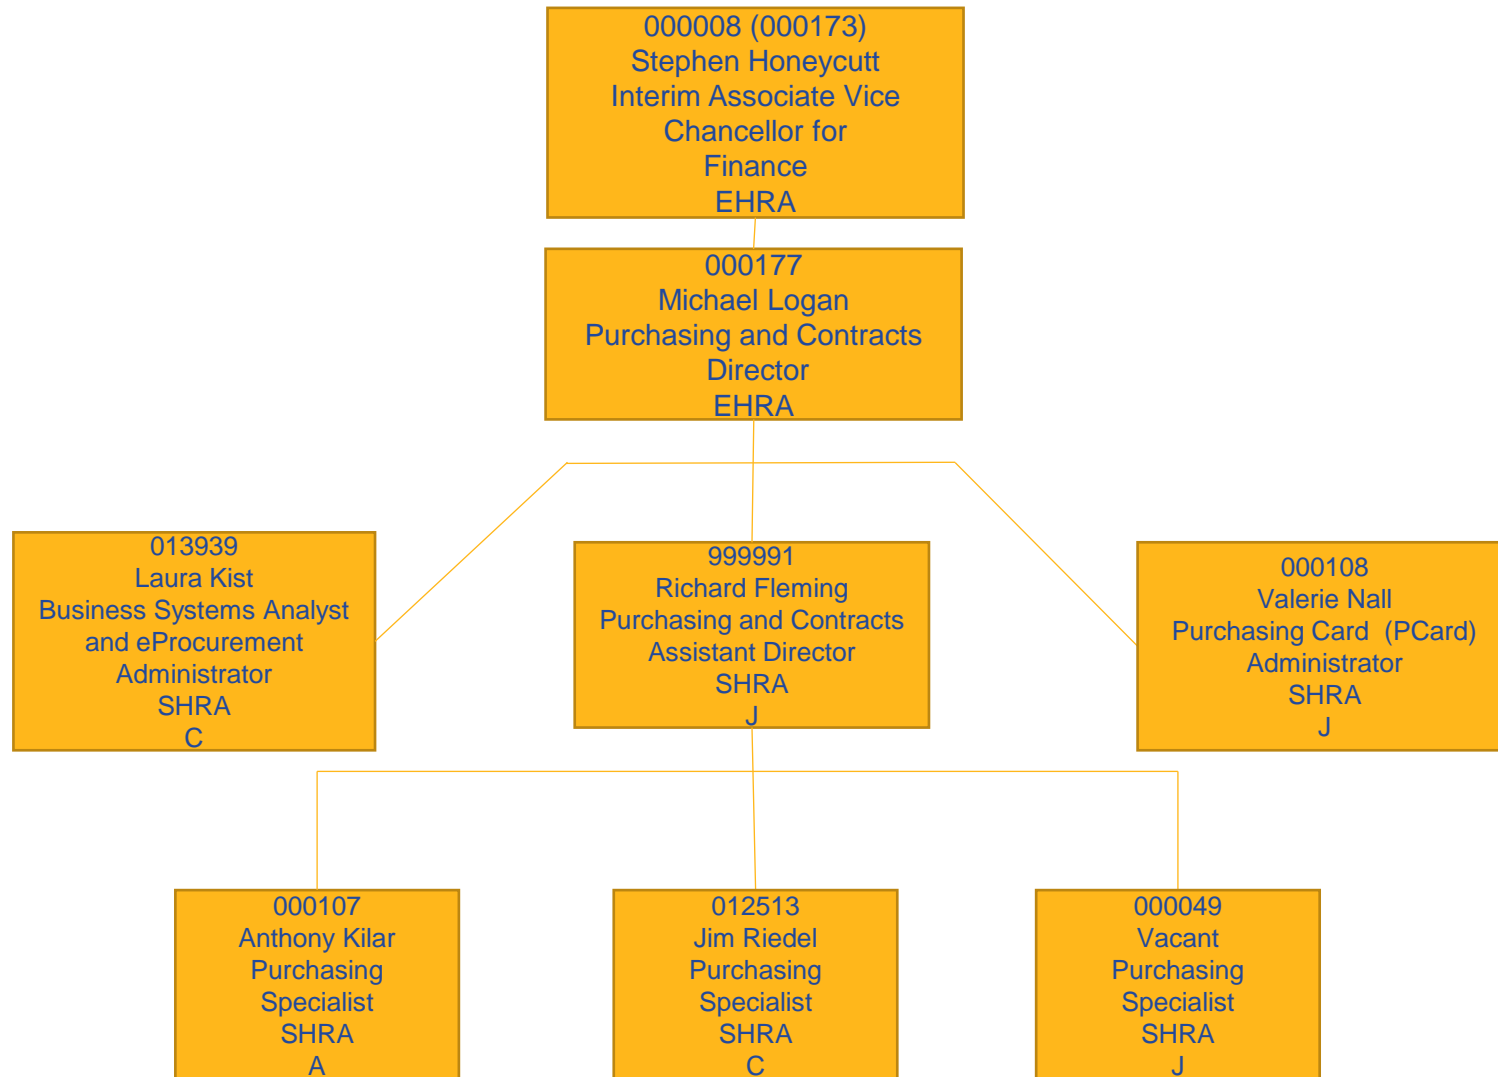 000008 (000173)
Stephen Honeycutt
Interim Associate Vice
Chancellor for
Finance
EHRA
000177
Michael Logan
Purchasing and Contracts
Director
EHRA
013939
Laura Kist
Business Systems Analyst
and eProcurement
Administrator
SHRA
C
999991
Richard Fleming
Purchasing and Contracts
Assistant Director
SHRA
J
000108
Valerie Nall
Purchasing Card  (PCard)
Administrator
SHRA
J
000107
Anthony Kilar
Purchasing
Specialist
SHRA
A
012513
Jim Riedel
Purchasing
Specialist
SHRA
C
000049
Vacant
Purchasing
Specialist
SHRA
J